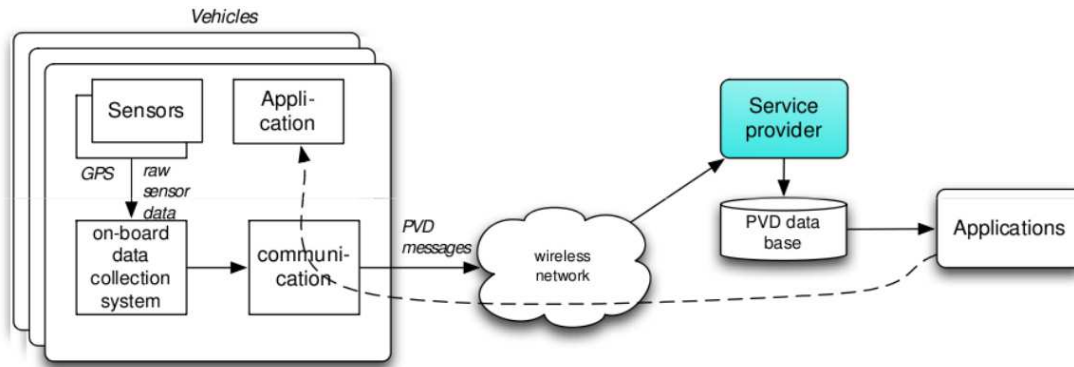 Vehicles
Sensors
Appli-
cation
GPS
raw
sensor
data
on-board
data
collection
system
communi-
cation
PVD
messages
wireless
network
Service
provider
PVD data
base
Applications